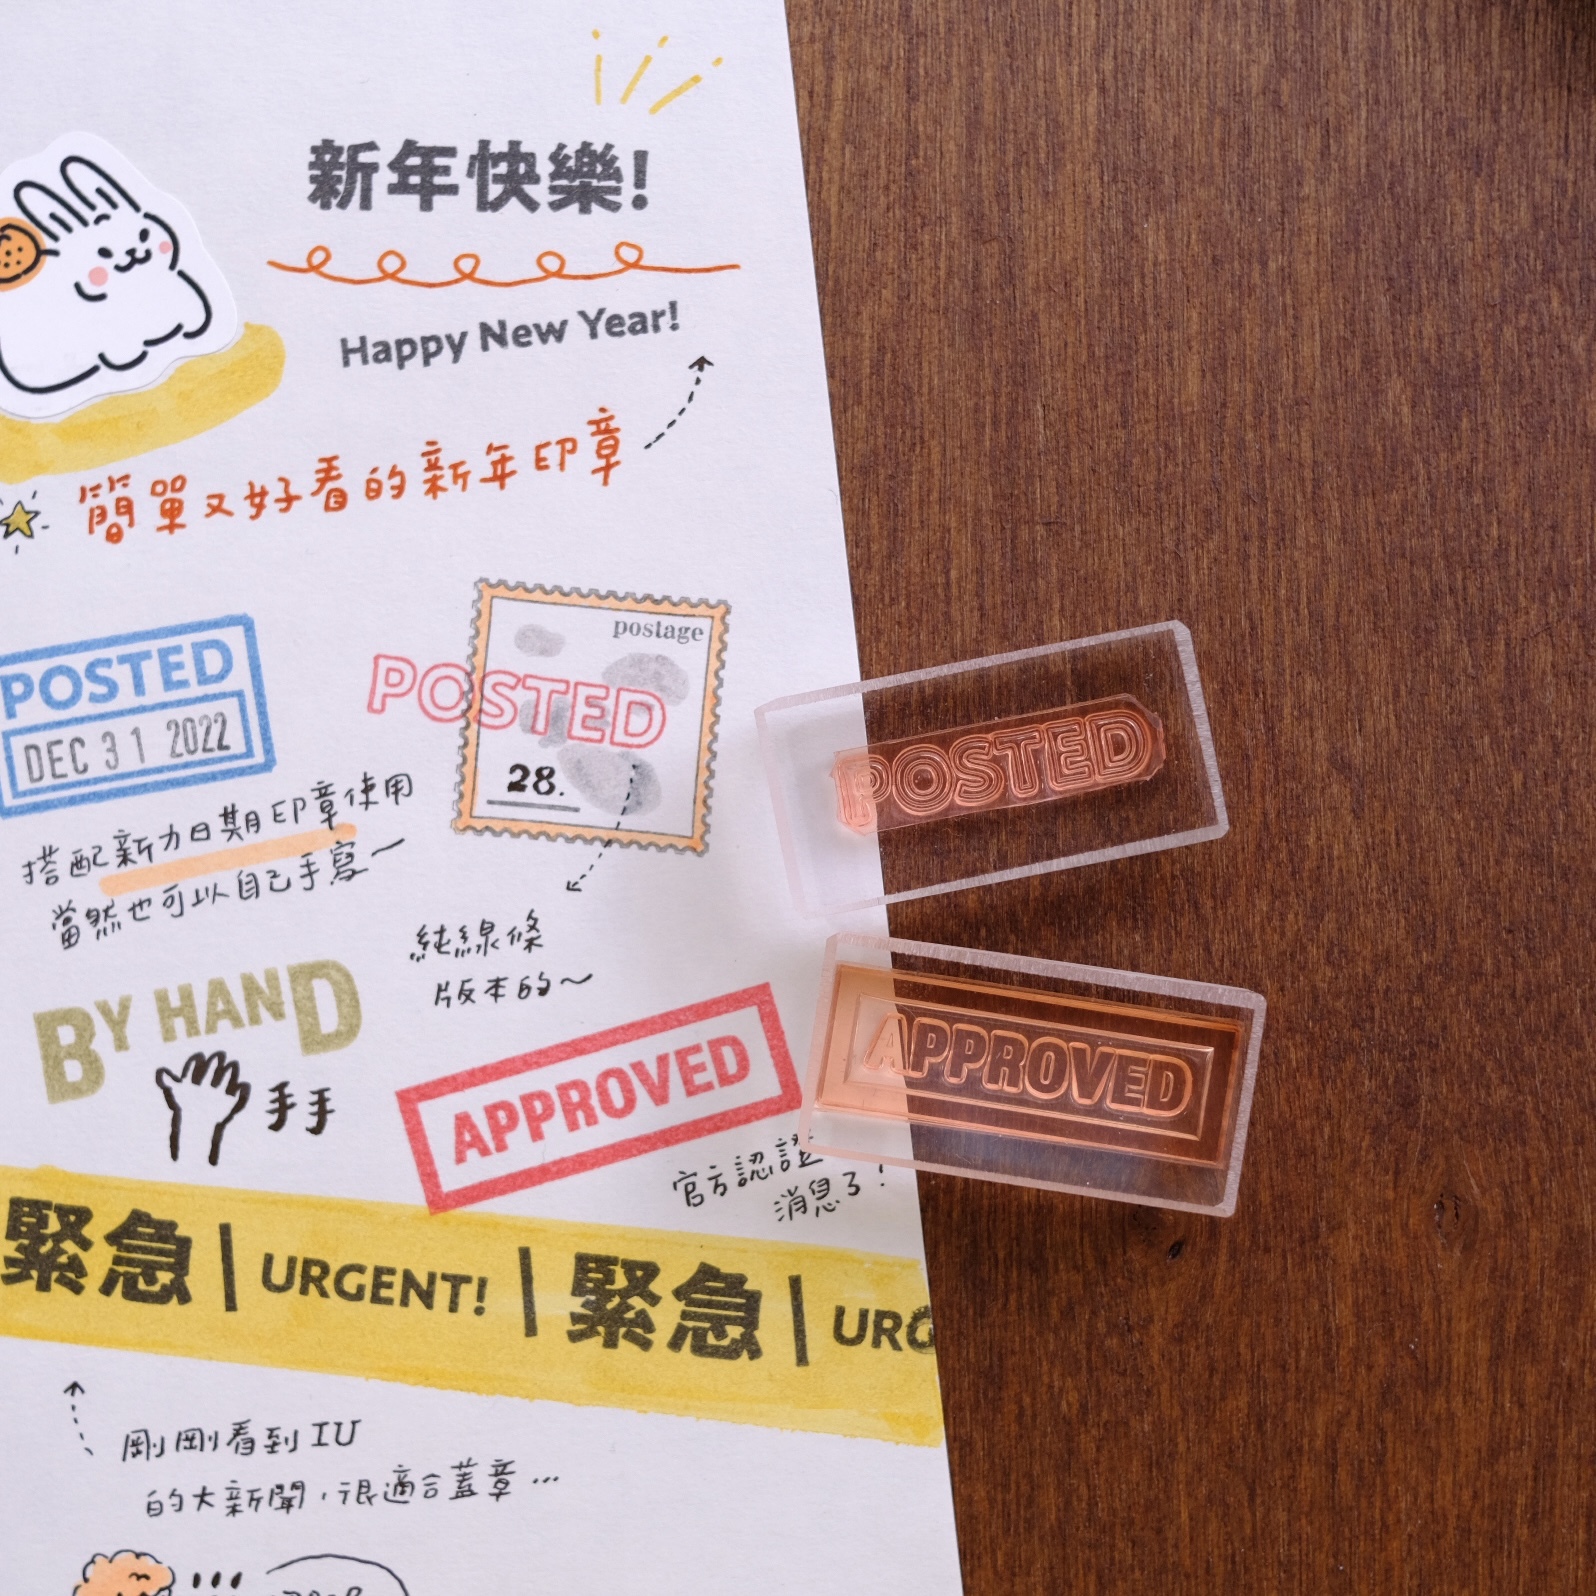 新年快樂!
Happy New Year!
簡單又好看的新年印章
POSTED
DEC 31 2022
postage
POSTED
28.
搭配新力日期印章使用
當然也可以自己手寫～
純線條
版本的～
BY HAND
手手
APPROVED
官方認證
消息了!
POSTED
APPROVED
緊急 | URGENT! | 緊急 | URG
剛剛看到 IU
的大新聞，很適合蓋章...